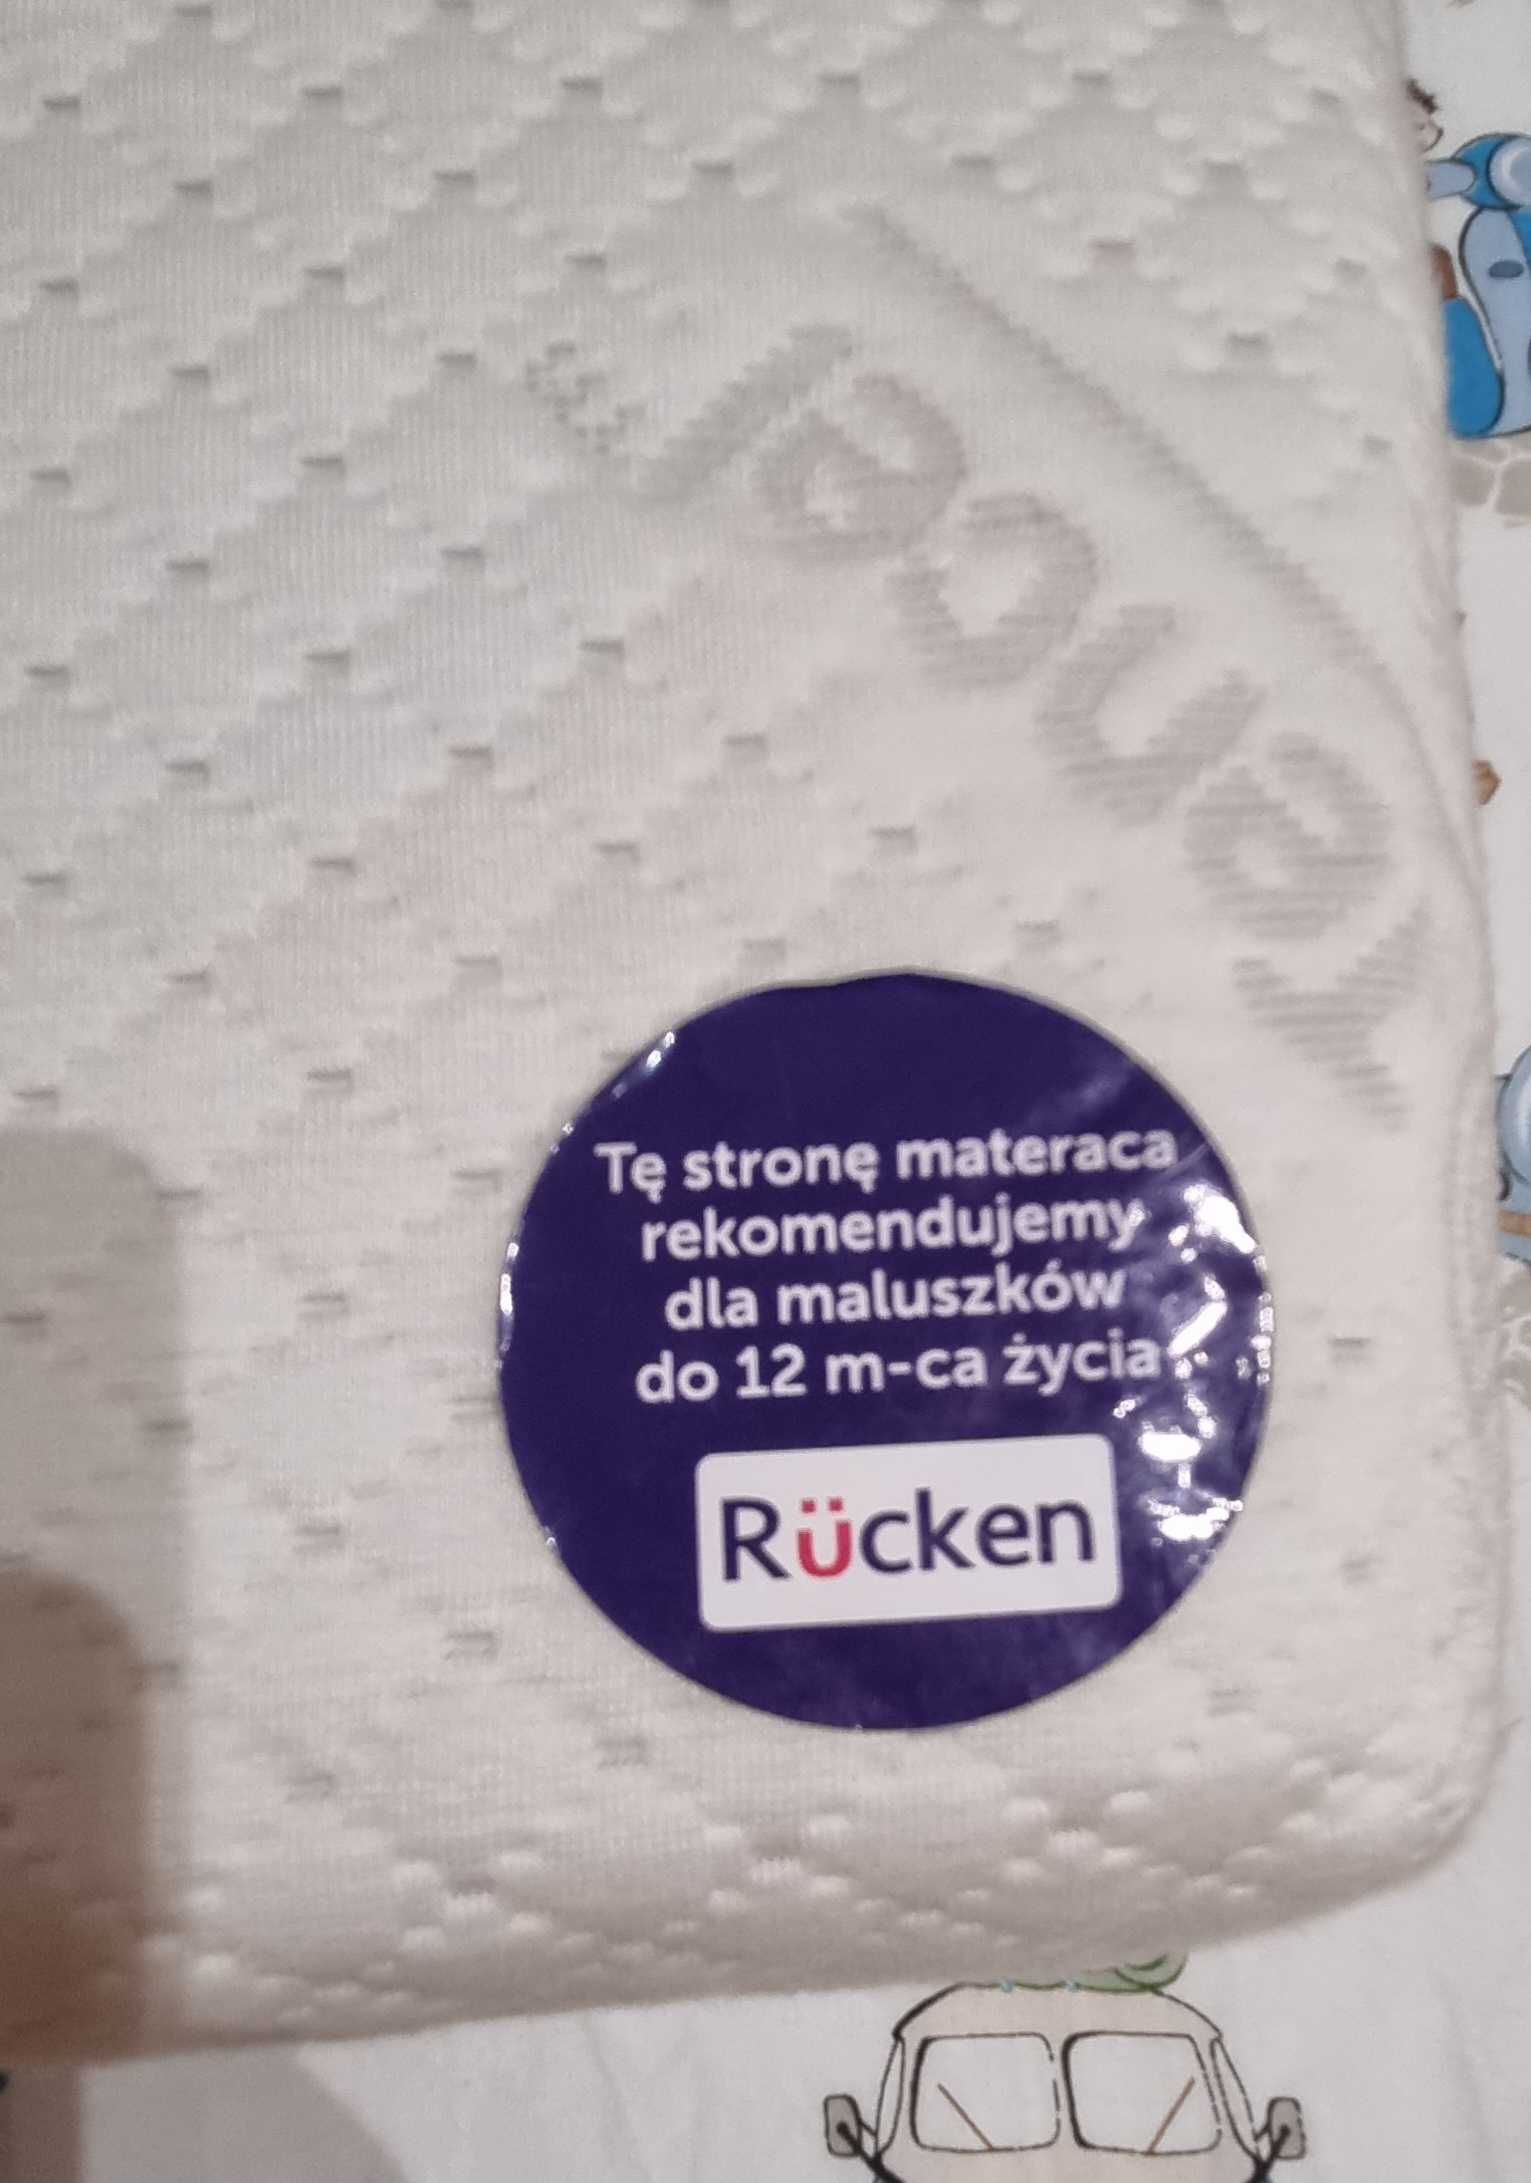 Tę stronę materaca
rekomendujemy
dla maluszków
do 12 m-ca życia
Rücken